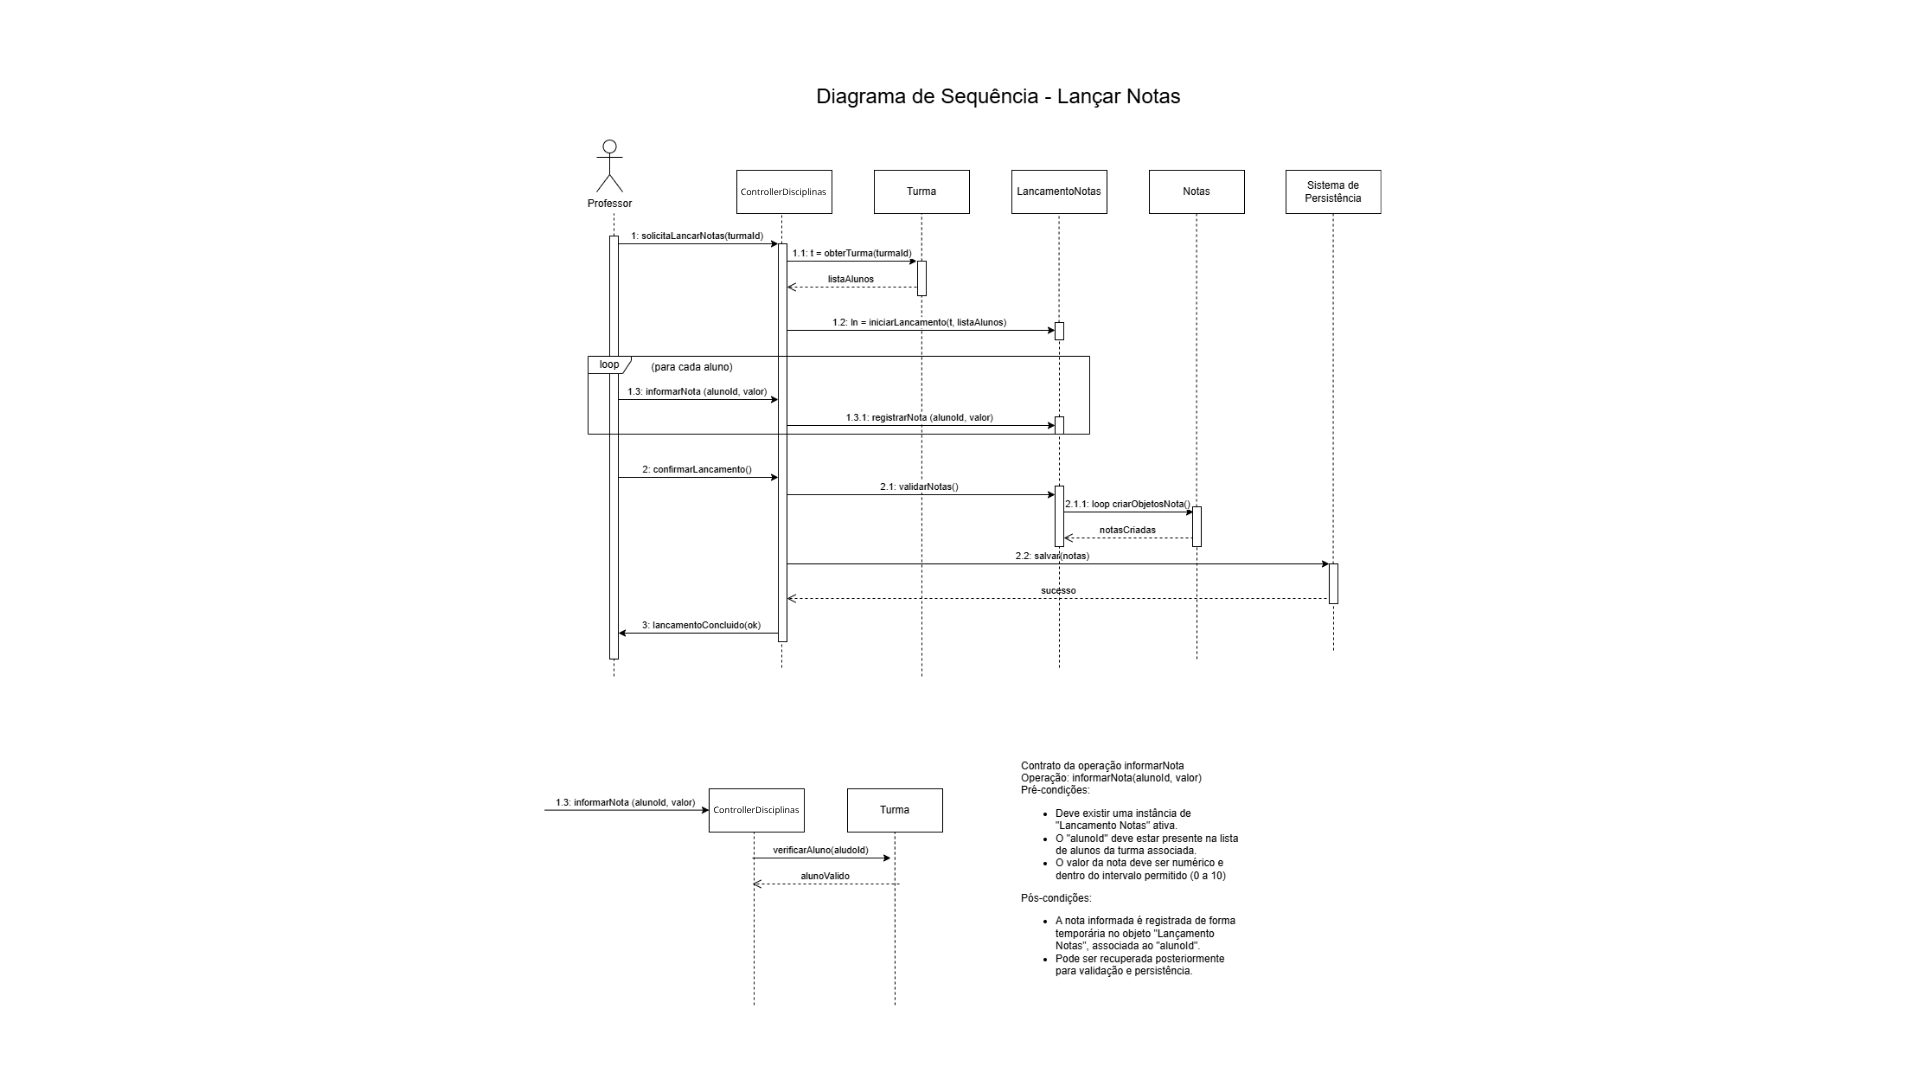 Diagrama de Sequência - Lançar Notas
Professor
ControllerDisciplinas
Turma
LancamentoNotas
Notas
Sistema de
Persistência
1: solicitaLancarNotas(turmaId)
1.1: t = obterTurma(turmaId)
listaAlunos
1.2: ln = iniciarLancamento(t, listaAlunos)
loop
(para cada aluno)
1.3: informarNota (alunoId, valor)
1.3.1: registrarNota (alunoId, valor)
2: confirmarLancamento()
2.1: validarNotas()
2.1.1: loop criarObjetosNota()
notasCriadas
2.2: salvar(notas)
sucesso
3: lancamentoConcluido(ok)
1.3: informarNota (alunoId, valor)
ControllerDisciplinas
Turma
verificarAluno(aludoId)
alunoValido
Contrato da operação informarNota
Operação: informarNota(alunoId, valor)
Pré-condições:
• Deve existir uma instância de
"Lancamento Notas" ativa.
• O "alunoId" deve estar presente na lista
de alunos da turma associada.
• O valor da nota deve ser numérico e
dentro do intervalo permitido (0 a 10)
Pós-condições:
• A nota informada é registrada de forma
temporária no objeto "Lançamento
Notas", associada ao "alunoId".
• Pode ser recuperada posteriormente
para validação e persistência.